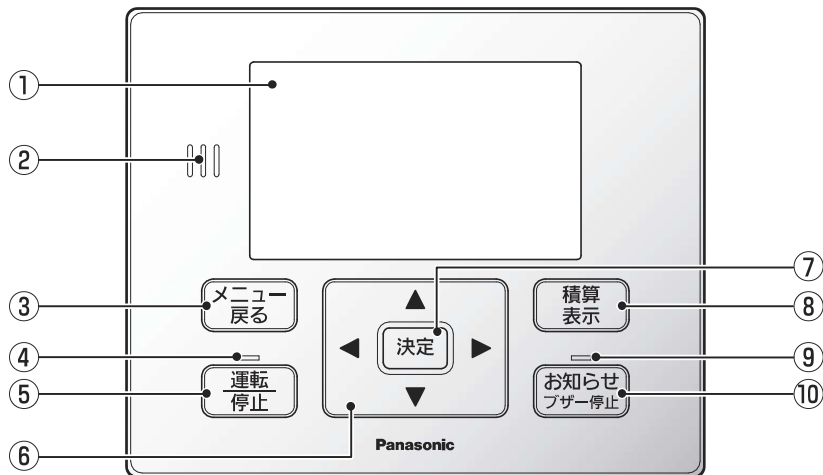 ①
②
③
④
⑤
⑥
メニュー
戻る
運転
停止
決定
積算
表示
お知らせ
ブザー停止
Panasonic
⑦
⑧
⑨
⑩